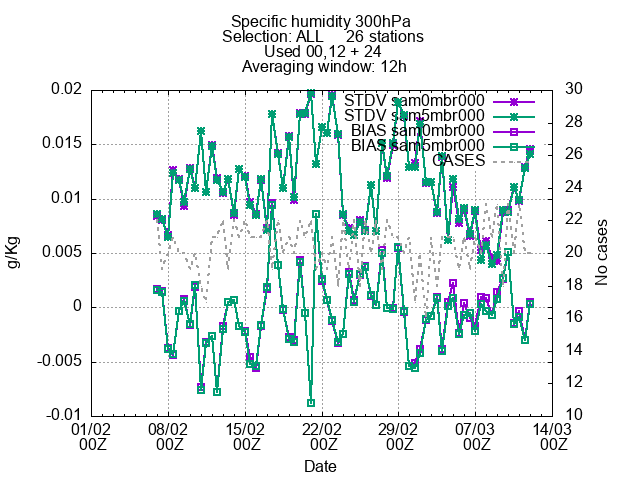 Specific humidity 300hPa
Selection: ALL 26 stations
Used 00,12 + 24
Averaging window: 12h
STDV sam0mbr000
STDV sam5mbr000
BIAS sam0mbr000
BIAS sam5mbr000
CASES
0.02
0.015
0.01
0.005
0
-0.005
-0.01
g/Kg
30
28
26
24
22
20
18
16
14
12
10
No cases
01/02 08/02 15/02 22/02 29/02 07/03 14/03
00Z 00Z 00Z 00Z 00Z 00Z 00Z
Date